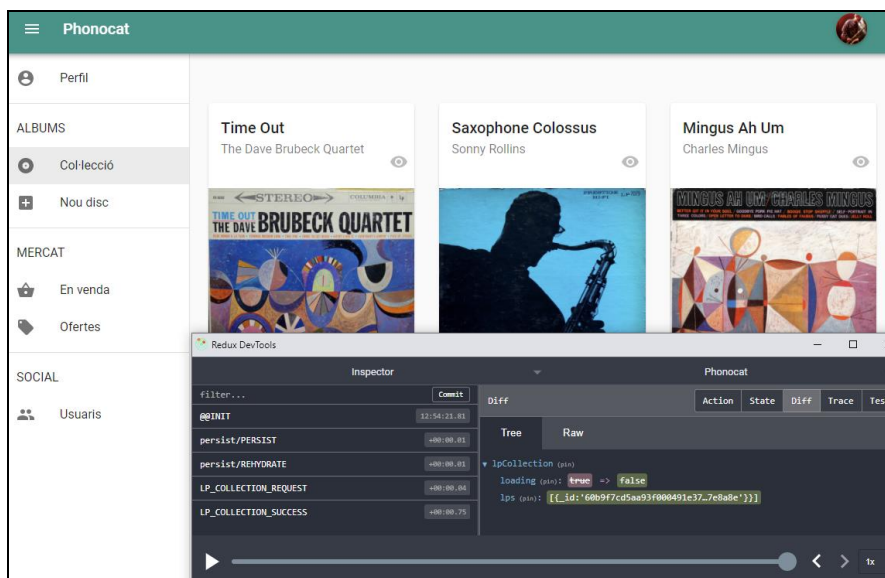 Phonocat
Perfil
ALBUMS
Col·lecció
Nou disc
MERCAT
En venda
Ofertes
SOCIAL
Usuaris
Time Out
The Dave Brubeck Quartet
STEREO
COLUMBIA
TIME OUT
THE DAVE BRUBECK QUARTET
Saxophone Colossus
Sonny Rollins
Mingus Ah Um
Charles Mingus
MINGUS AH UM/CHARLES MINGUS
Redux DevTools
Inspector
Phonocat
filter...
Commit
@@INIT
12:54:21.81
persist/PERSIST
+00:00.01
persist/REHYDRATE
+00:00.01
LP_COLLECTION_REQUEST
+00:00.04
LP_COLLECTION_SUCCESS
+00:00.75
Diff
Action State Diff Trace Tes
Tree Raw
lpCollection (pin)
loading (pin): true => false
lps (pin): [{_id:'60b9f7cd5aa93f000491e37…7e8a8e'}}]
1x